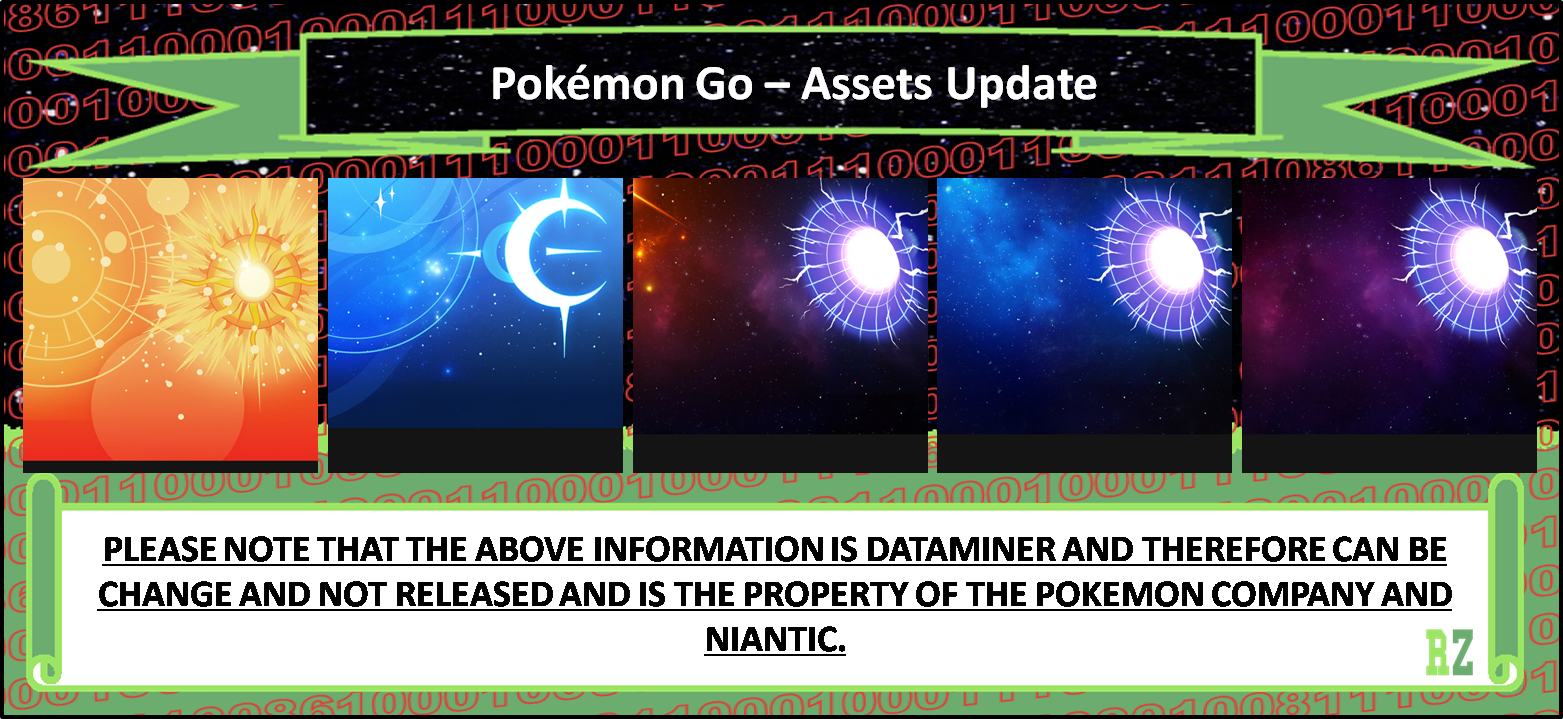 Pokémon Go – Assets Update
PLEASE NOTE THAT THE ABOVE INFORMATION IS DATAMINER AND THEREFORE CAN BE
CHANGE AND NOT RELEASED AND IS THE PROPERTY OF THE POKEMON COMPANY AND
NIANTIC.
RZ